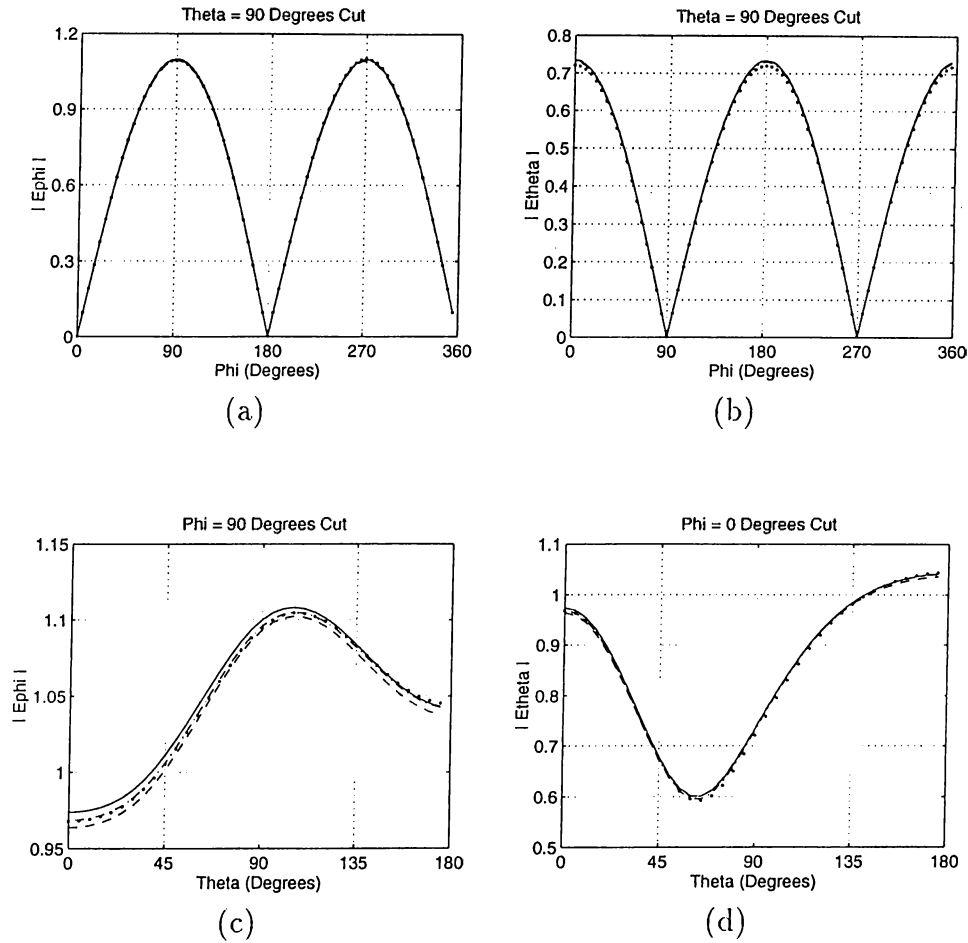 Theta = 90 Degrees Cut
1.2
0.9
0.6
0.3
0
| Ephi |
0 90 180 270 360
Phi (Degrees)
(a)
Theta = 90 Degrees Cut
0.8
0.7
0.6
0.5
0.4
0.3
0.2
0.1
0
| Etheta |
0 90 180 270 360
Phi (Degrees)
(b)
Phi = 90 Degrees Cut
1.15
1.1
1.05
1
0.95
| Ephi |
0 45 90 135 180
Theta (Degrees)
(c)
Phi = 0 Degrees Cut
1.1
1
0.9
0.8
0.7
0.6
0.5
| Etheta |
0 45 90 135 180
Theta (Degrees)
(d)